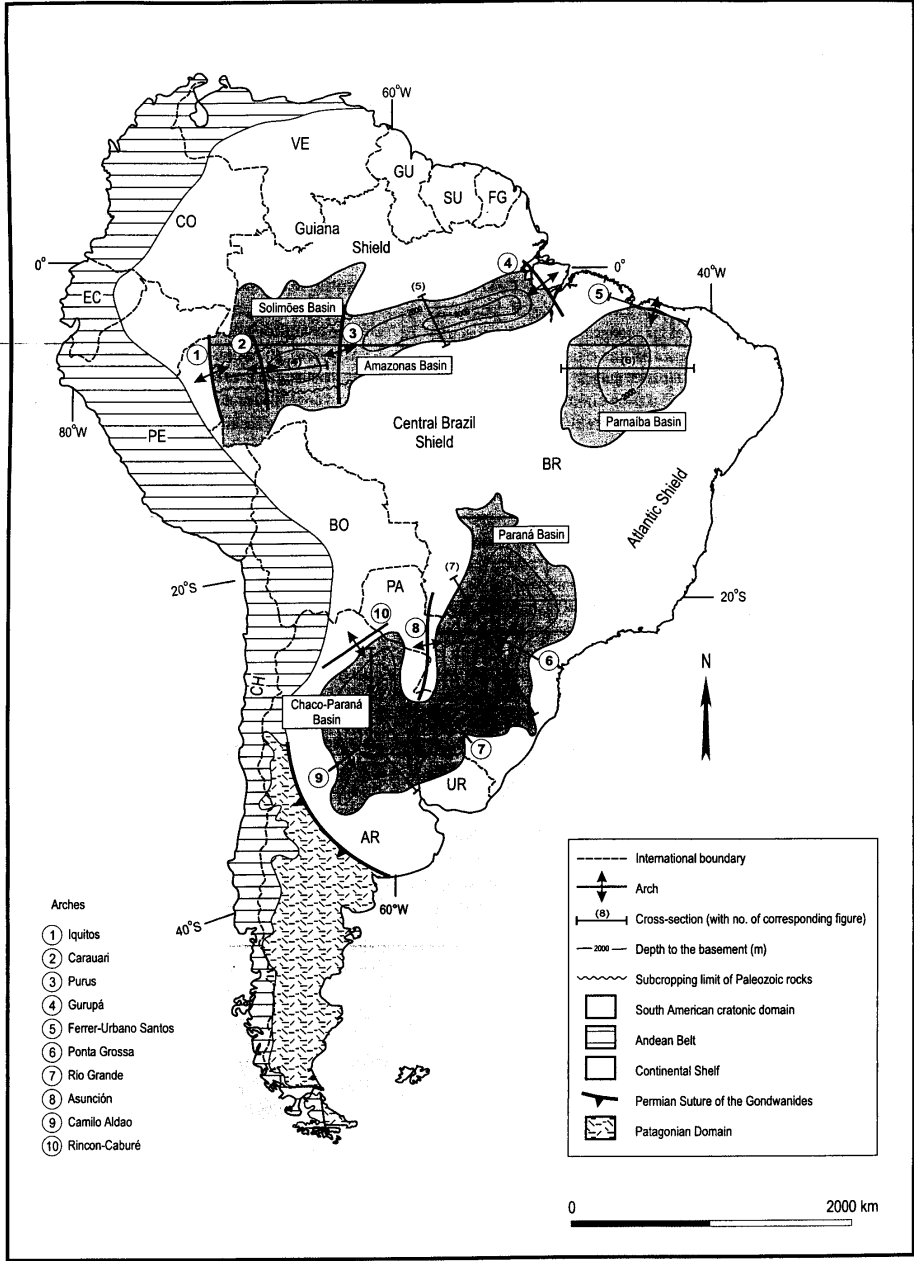 60°W
VE
GU
SU
FG
CO
Guiana
Shield
0°
4
0°
40°W
EC
(5)
5
Solimões Basin
1
2
3
Amazonas Basin
(6)
2000
80°W
PE
Central Brazil
Shield
Parnaíba Basin
BR
Atlantic Shield
BO
Paraná Basin
(7)
20°S
PA
20°S
10
8
6
N
CH
Chaco-Paraná
Basin
9
7
UR
AR
60°W
40°S
Arches
1 Iquitos
2 Carauari
3 Purus
4 Gurupá
5 Ferrer-Urbano Santos
6 Ponta Grossa
7 Rio Grande
8 Asunción
9 Camilo Aldao
10 Rincon-Caburé
International boundary
Arch
(8) Cross-section (with no. of corresponding figure)
2000 Depth to the basement (m)
Subcropping limit of Paleozoic rocks
South American cratonic domain
Andean Belt
Continental Shelf
Permian Suture of the Gondwanides
Patagonian Domain
0 2000 km